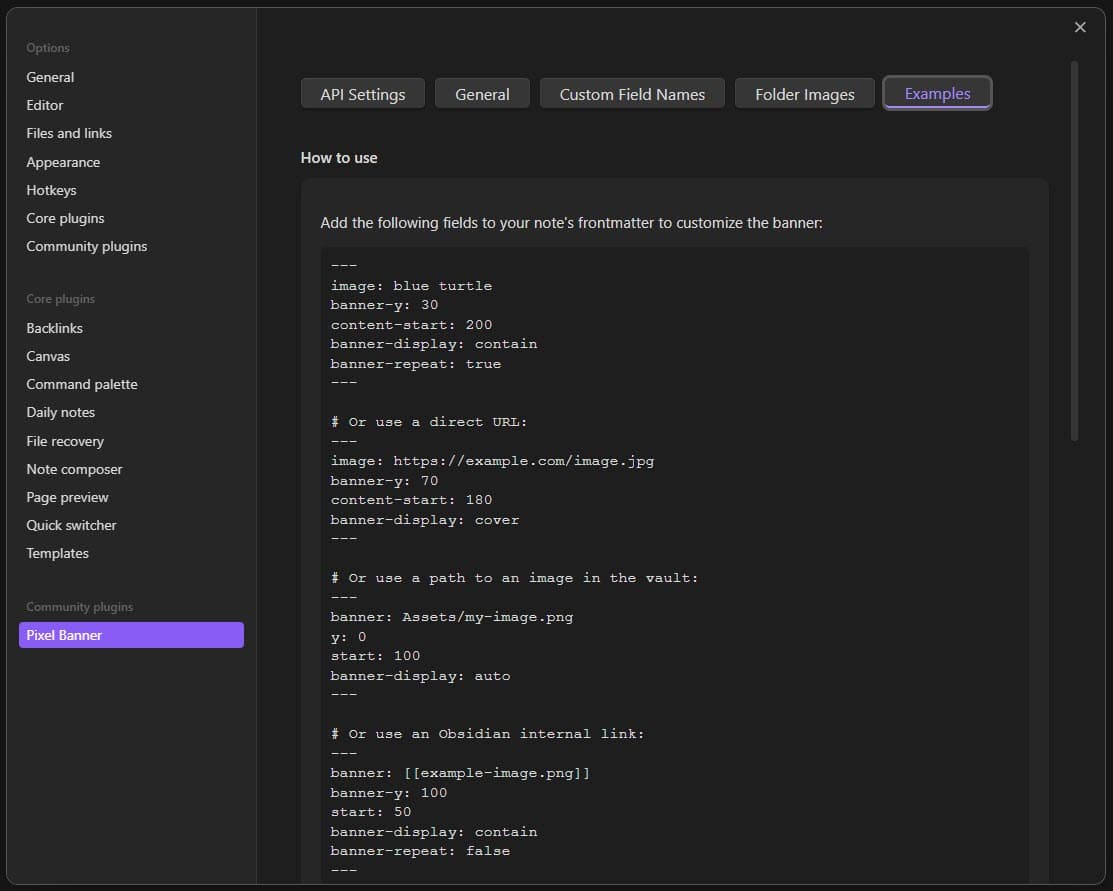 Options
General
Editor
Files and links
Appearance
Hotkeys
Core plugins
Community plugins
Core plugins
Backlinks
Canvas
Command palette
Daily notes
File recovery
Note composer
Page preview
Quick switcher
Templates
Community plugins
Pixel Banner
API Settings General Custom Field Names Folder Images Examples
How to use
Add the following fields to your note's frontmatter to customize the banner:
---
image: blue turtle
banner-y: 30
content-start: 200
banner-display: contain
banner-repeat: true
---
# Or use a direct URL:
---
image: https://example.com/image.jpg
banner-y: 70
content-start: 180
banner-display: cover
---
# Or use a path to an image in the vault:
---
banner: Assets/my-image.png
y: 0
start: 100
banner-display: auto
---
# Or use an Obsidian internal link:
---
banner: [[example-image.png]]
banner-y: 100
start: 50
banner-display: contain
banner-repeat: false
---